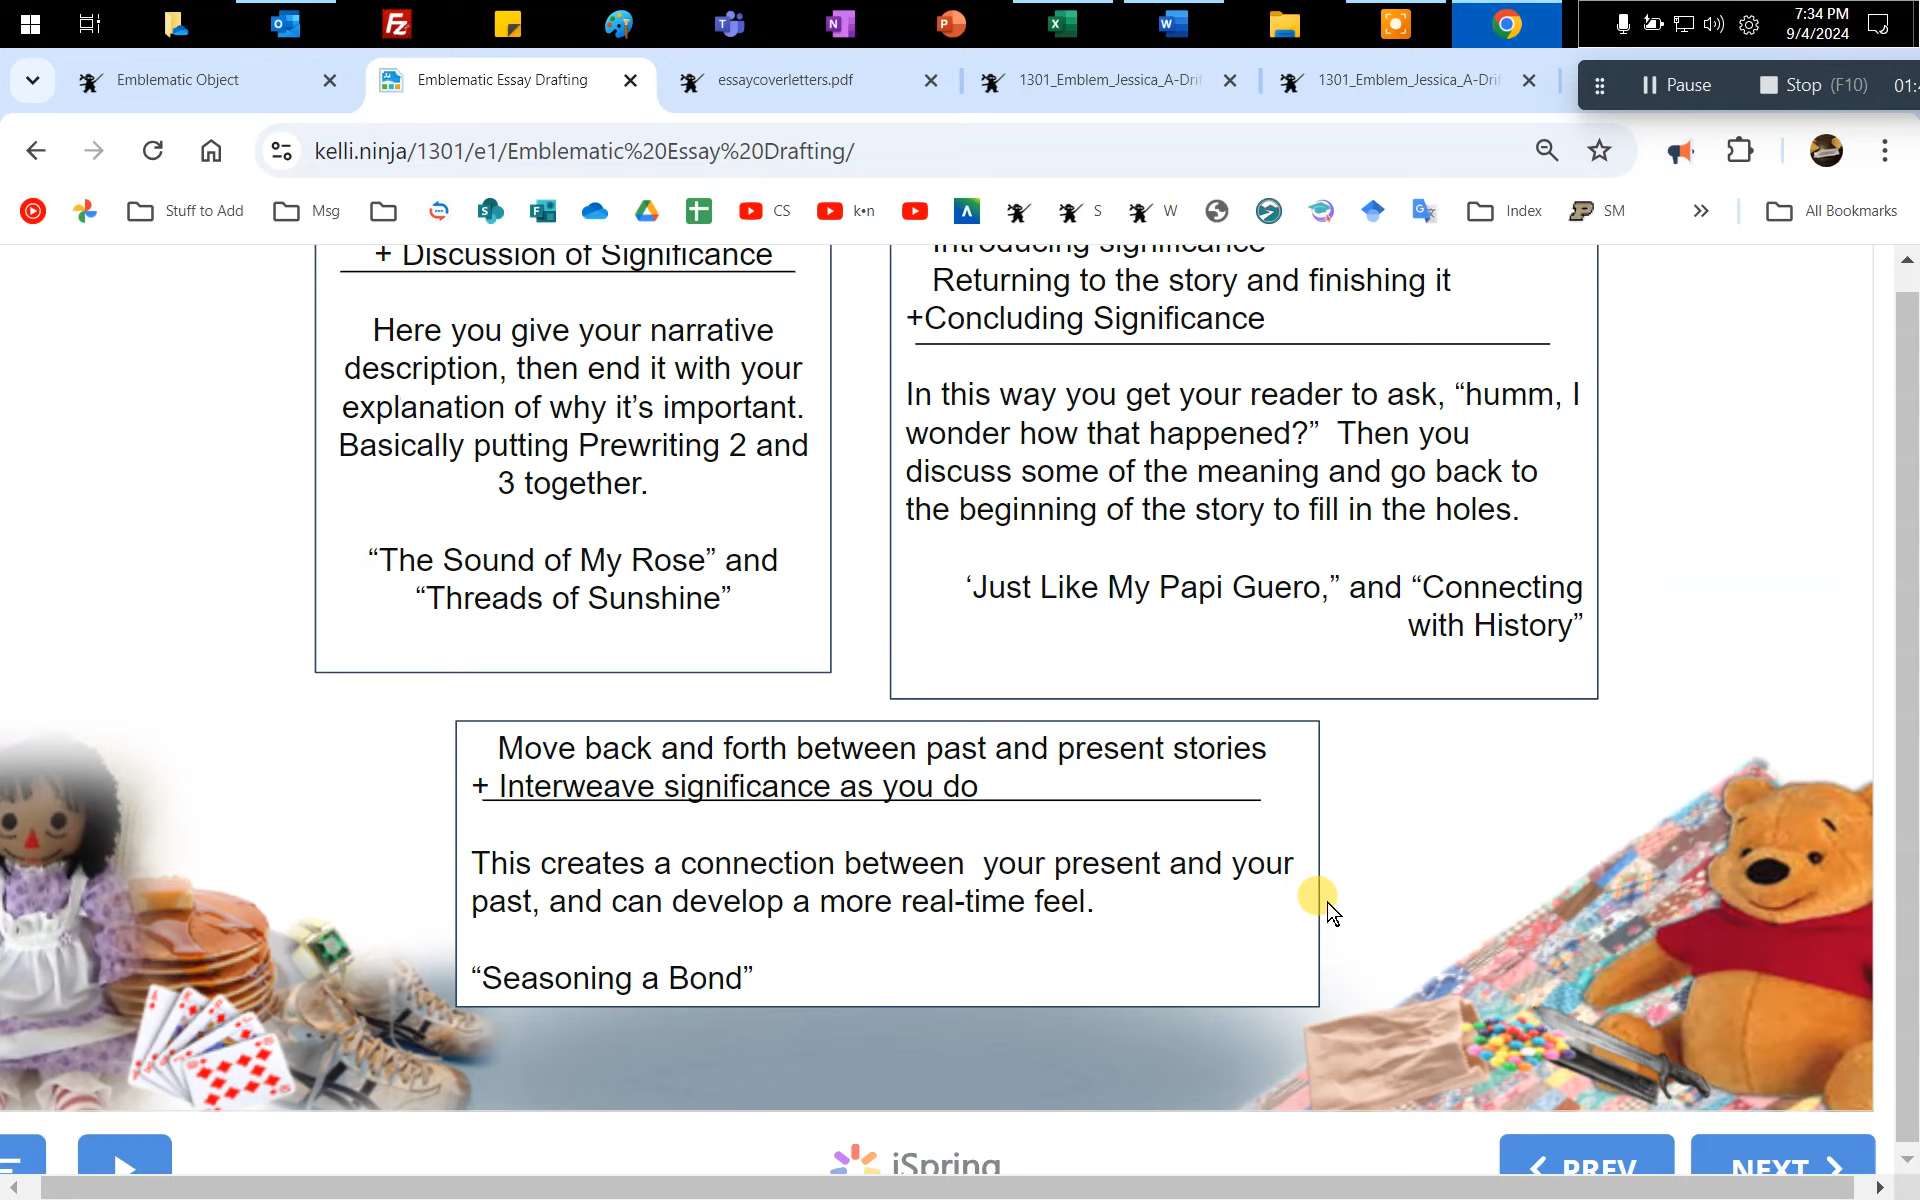 7:34 PM
9/4/2024
Emblematic Object
Emblematic Essay Drafting
essaycoverletters.pdf
1301_Emblem_Jessica_A-Dri
1301_Emblem_Jessica_A-Dri
Pause
Stop (F10)
01:
kelli.ninja/1301/e1/Emblematic%20Essay%20Drafting/
Stuff to Add
Msg
CS
k•n
S
W
Index
SM
All Bookmarks
+ Discussion of Significance
Here you give your narrative
description, then end it with your
explanation of why it’s important.
Basically putting Prewriting 2 and
3 together.
“The Sound of My Rose” and
“Threads of Sunshine”
Introducing significance
Returning to the story and finishing it
+Concluding Significance
In this way you get your reader to ask, “humm, I
wonder how that happened?”  Then you
discuss some of the meaning and go back to
the beginning of the story to fill in the holes.
‘Just Like My Papi Guero,” and “Connecting
with History”
Move back and forth between past and present stories
+ Interweave significance as you do
This creates a connection between  your present and your
past, and can develop a more real-time feel.
“Seasoning a Bond”
iSpring
PREV
NEXT